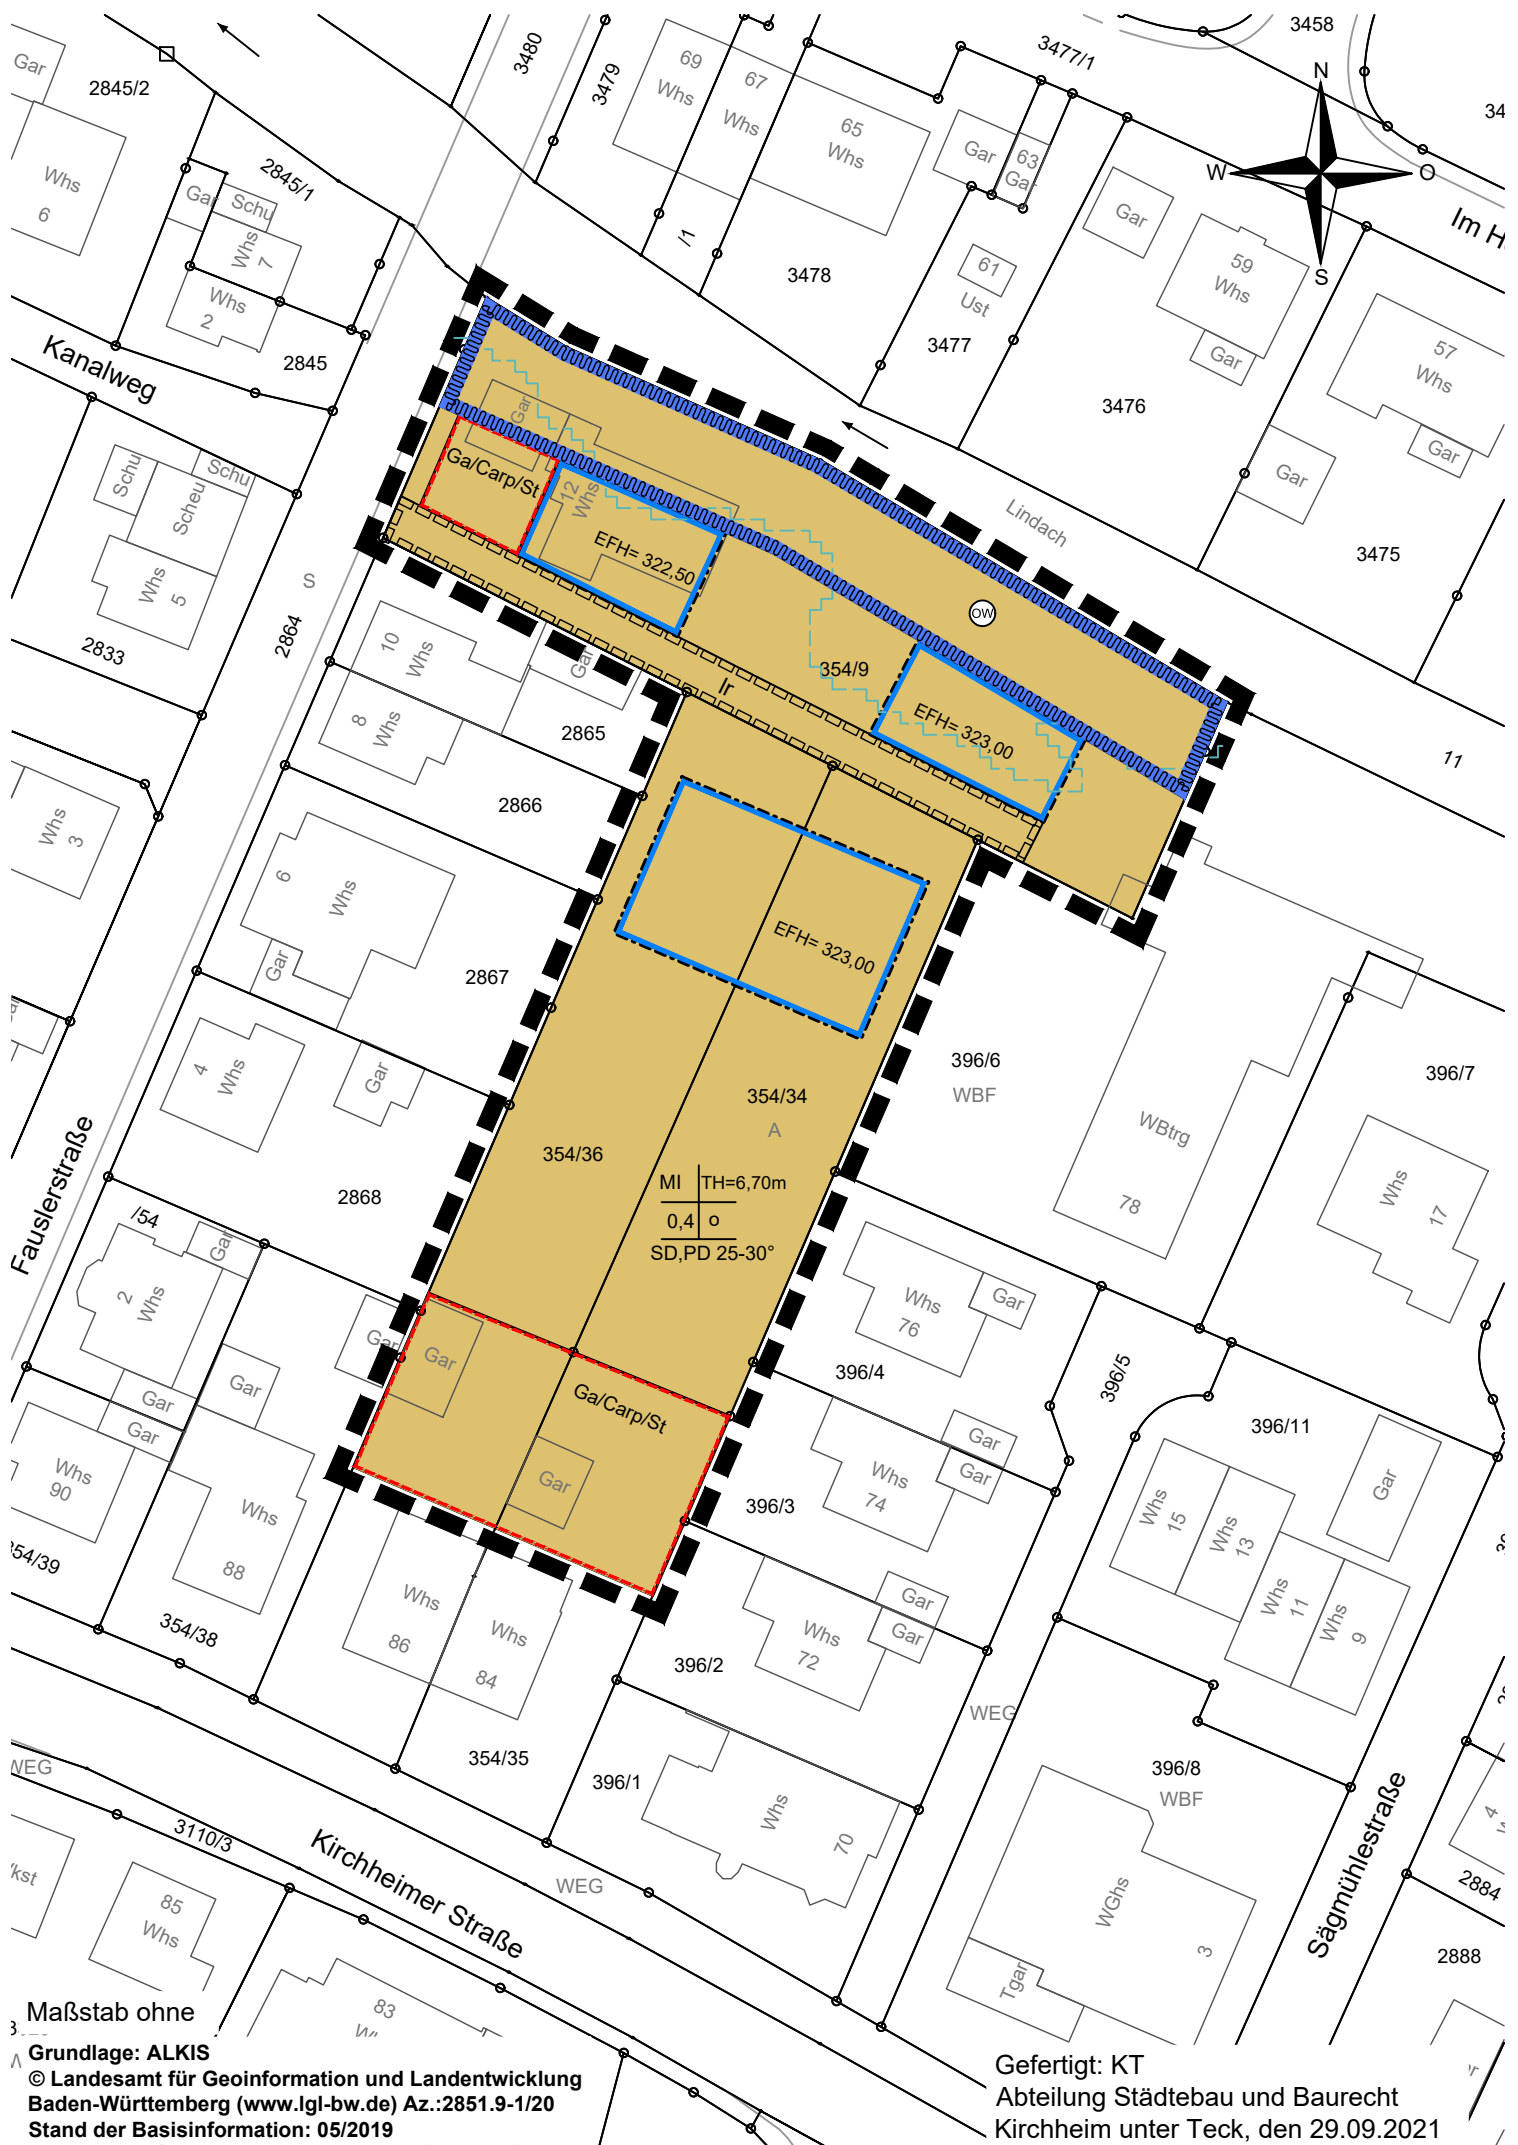 3458
3480
3477/1
69
Whs
67
Whs
3479
65
Whs
Gar
2845/2
N
W
O
S
Gar
63
Whs
6
2845/1
Gar
Schu
Whs
7
Whs
2
Gar
59
Whs
Im H
/1
3478
61
Ust
3477
Gar
57
Whs
Gar
Kanalweg
2845
3476
Gar
Schu
Schu
Scheu
Whs
5
Gar
Ga/Carp/St
12
Whs
EFH= 322,50
Lindach
3475
S
2864
2833
10
Whs
Gar
OW
354/9
lr
EFH= 323,00
8
Whs
2865
11
2866
Whs
3
6
Whs
Gar
2867
EFH= 323,00
4
Whs
Gar
396/6
WBF
396/7
354/34
A
WBtrg
78
Whs
17
Fauslerstraße
354/36
MI
TH=6,70m
0,4
o
SD,PD 25-30°
2868
/54
Gar
2
Whs
Whs
76
Gar
Gar
Gar
396/4
396/5
Ga/Carp/St
Gar
Gar
Gar
396/11
Whs
90
Gar
Gar
Gar
Whs
74
396/3
Whs
15
Whs
13
Whs
11
Whs
9
Gar
Whs
88
354/38
Whs
86
Whs
84
Gar
Gar
Whs
72
396/2
WEG
354/35
396/1
396/8
WBF
Whs
70
3110/3
Kirchheimer Straße
WEG
Sägmühlestraße
4
2884
85
Whs
WGhs
3
Tgar
2888
83
Maßstab ohne
Grundlage: ALKIS
© Landesamt für Geoinformation und Landentwicklung
Baden-Württemberg (www.lgl-bw.de) Az.:2851.9-1/20
Stand der Basisinformation: 05/2019
Gefertigt: KT
Abteilung Städtebau und Baurecht
Kirchheim unter Teck, den 29.09.2021